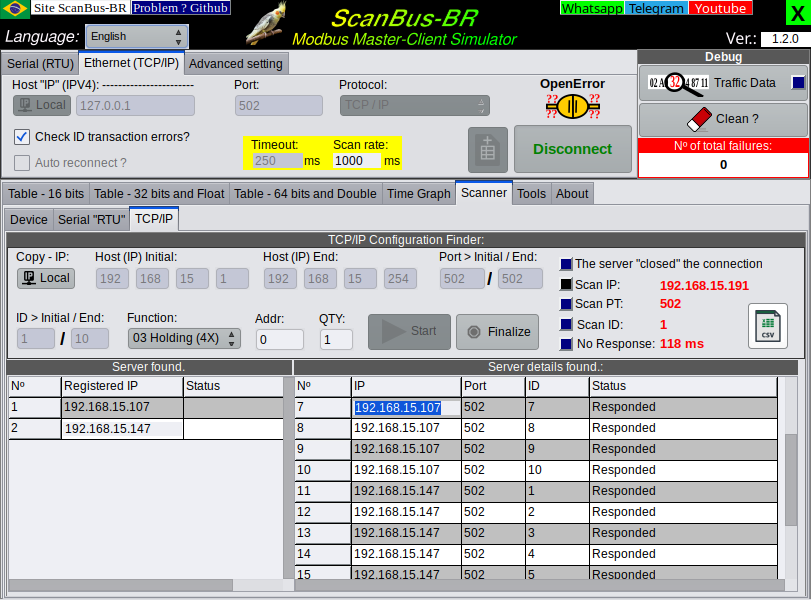 Site ScanBus-BR Problem ? Github
Language: English
ScanBus-BR
Modbus Master-Client Simulator
Whatsapp Telegram Youtube
X
Ver.: 1.2.0
Serial (RTU) Ethernet (TCP/IP) Advanced setting
Host "IP" (IPV4): -----------------------
Port:
Protocol:
Local 127.0.0.1
502
TCP / IP
Check ID transaction errors?
Auto reconnect ?
Timeout: Scan rate:
250 ms 1000 ms
OpenError
?? ??
?? ??
Disconnect
Debug
02 A 32 4 87 11 Traffic Data
Clean ?
Nº of total failures:
0
Table - 16 bits Table - 32 bits and Float Table - 64 bits and Double Time Graph Scanner Tools About
Device Serial "RTU" TCP/IP
TCP/IP Configuration Finder:
Copy - IP: Host (IP) Initial: Host (IP) End: Port > Initial / End:
Local 192 168 15 1 192 168 15 254 502 / 502
ID > Initial / End: Function: Addr: QTY:
1 / 10 03 Holding (4X) 0 1 Start Finalize
The server "closed" the connection
Scan IP: 192.168.15.191
Scan PT: 502
Scan ID: 1
No Response: 118 ms
CSV
Server found.
Nº Registered IP Status
1 192.168.15.107
2 192.168.15.147
Server details found.:
Nº IP Port ID Status
7 192.168.15.107 502 7 Responded
8 192.168.15.107 502 8 Responded
9 192.168.15.107 502 9 Responded
10 192.168.15.107 502 10 Responded
11 192.168.15.147 502 1 Responded
12 192.168.15.147 502 2 Responded
13 192.168.15.147 502 3 Responded
14 192.168.15.147 502 4 Responded
15 192.168.15.147 502 5 Responded